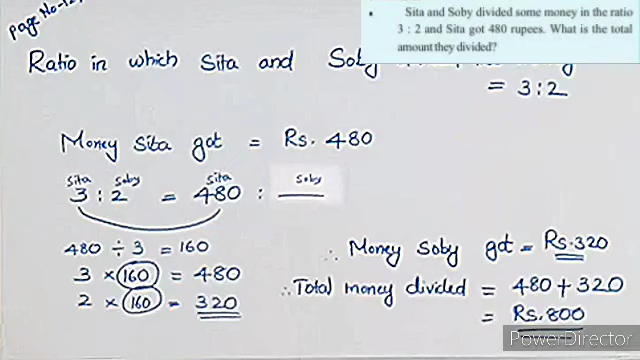 page No-12
Sita and Soby divided some money in the ratio
3 : 2 and Sita got 480 rupees. What is the total
amount they divided?
Ratio in which Sita and Soby
= 3:2
Money Sita got = Rs. 480
Sita Soby Sita Soby
3 : 2 = 480 : ____
480 ÷ 3 = 160
3 × 160 = 480
2 × 160 = 320
∴ Money Soby got = Rs.320
∴ Total money divided = 480 + 320
= Rs.800
PowerDirector